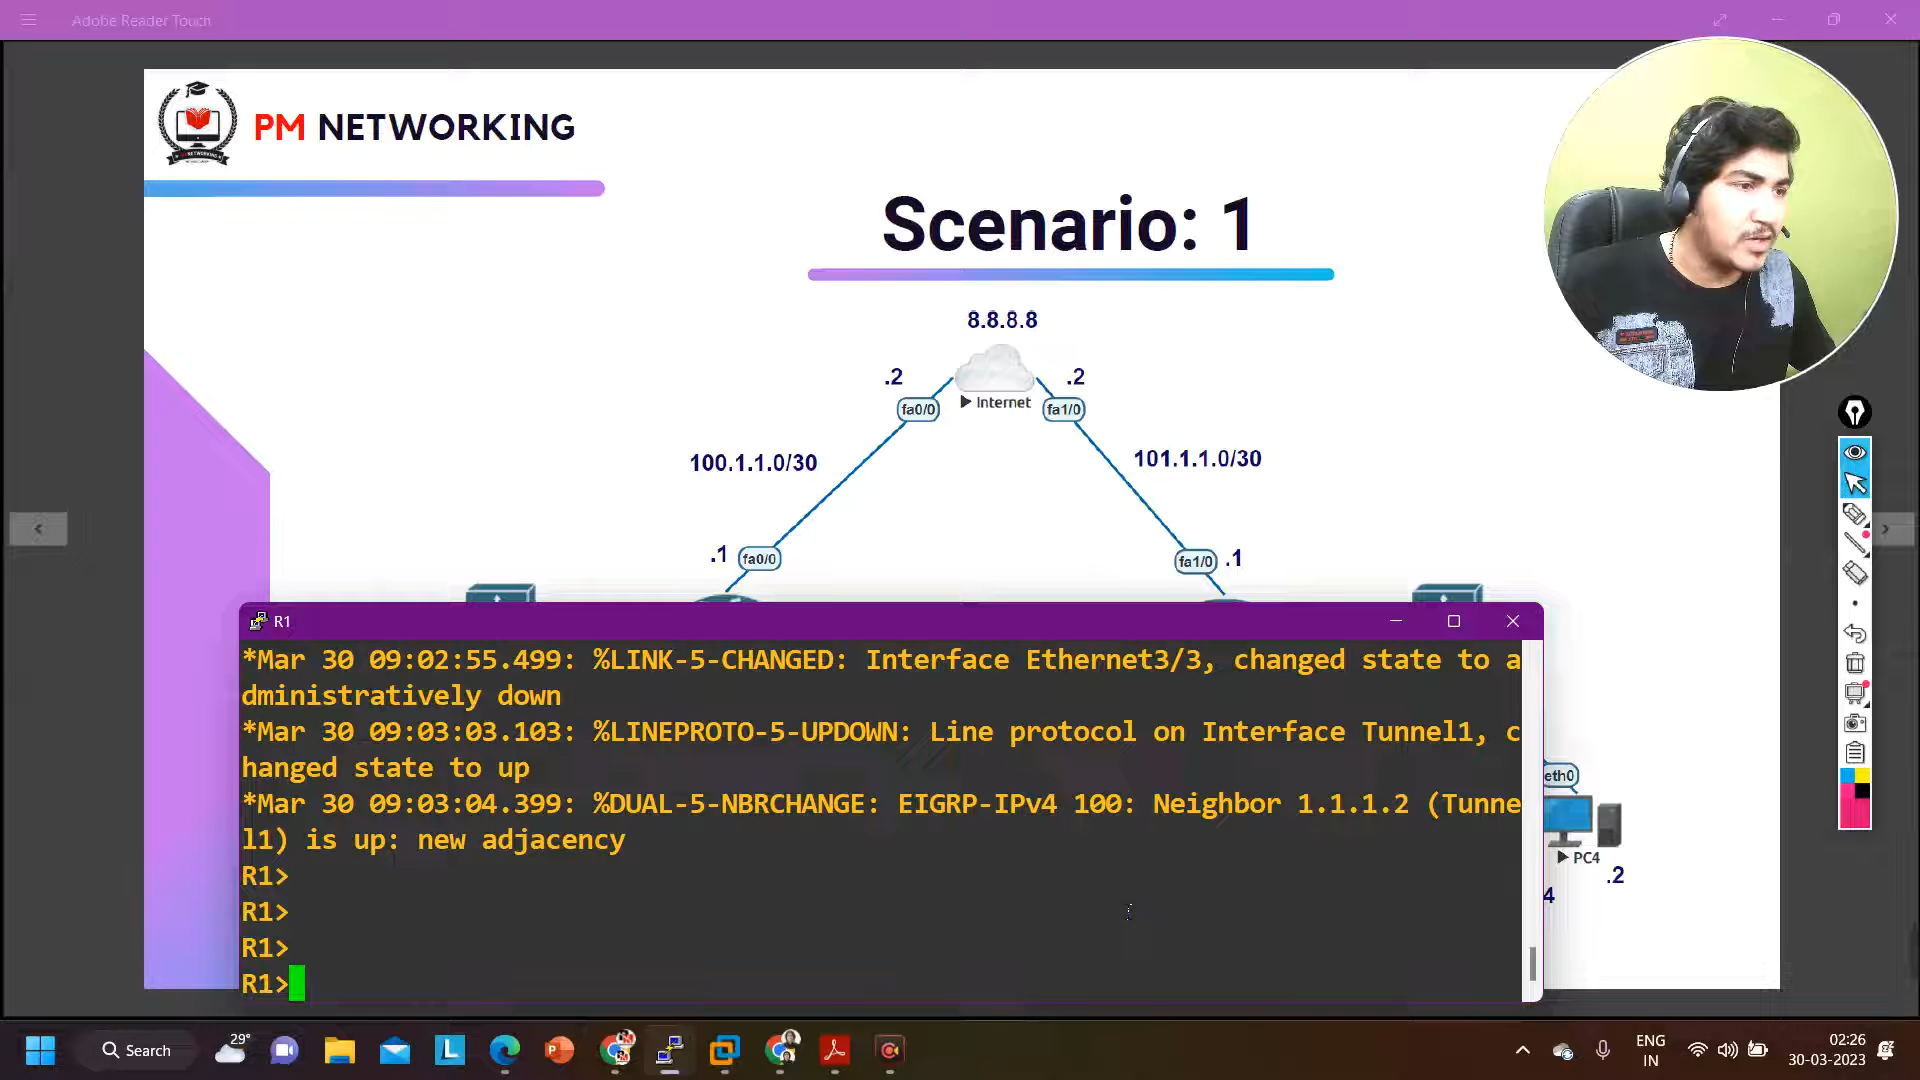 Adobe Reader Touch
PM NETWORKING
Scenario: 1
8.8.8.8
.2
.2
fa0/0
Internet
fa1/0
100.1.1.0/30
101.1.1.0/30
.1
fa0/0
fa1/0
.1
R1
*Mar 30 09:02:55.499: %LINK-5-CHANGED: Interface Ethernet3/3, changed state to a
dministratively down
*Mar 30 09:03:03.103: %LINEPROTO-5-UPDOWN: Line protocol on Interface Tunnel1, c
hanged state to up
*Mar 30 09:03:04.399: %DUAL-5-NBRCHANGE: EIGRP-IPv4 100: Neighbor 1.1.1.2 (Tunne
l1) is up: new adjacency
R1>
R1>
R1>
R1>
eth0
PC4
.2
4
Search
29°
ENG
IN
02:26
30-03-2023